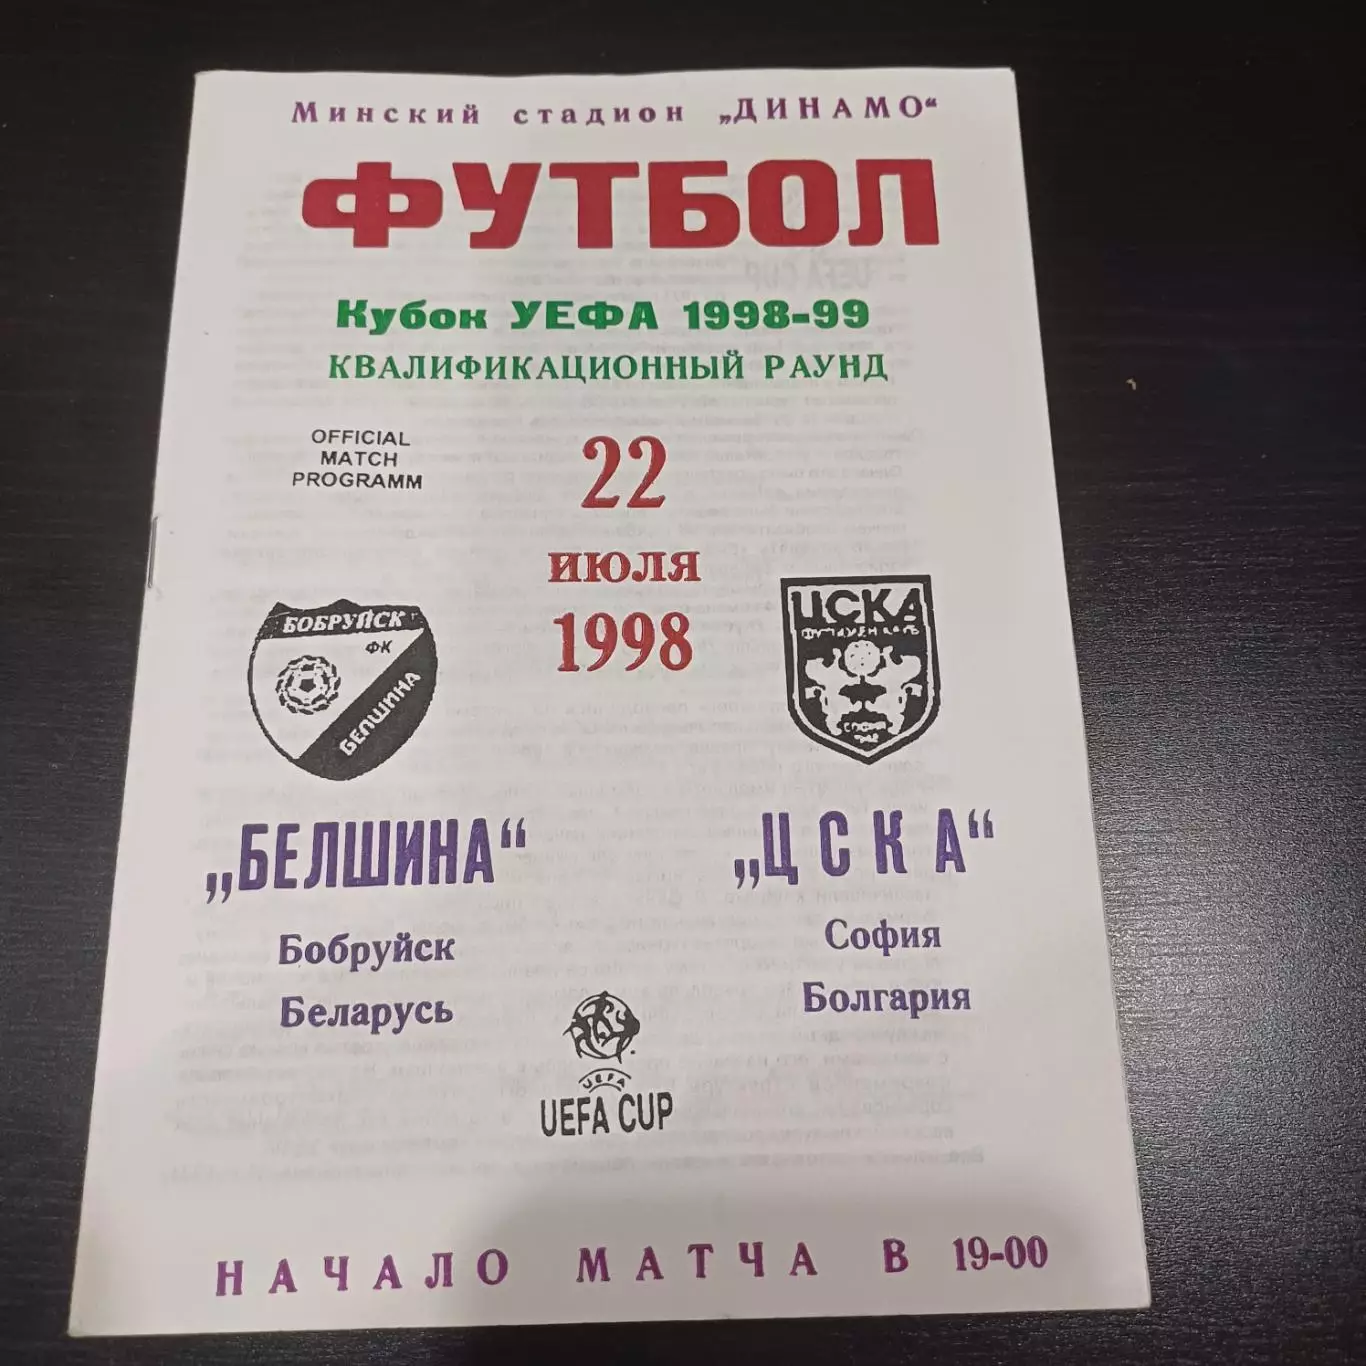 Минский стадион „ДИНАМО“
ФУТБОЛ
Кубок УЕФА 1998-99
КВАЛИФИКАЦИОННЫЙ РАУНД
OFFICIAL
MATCH
PROGRAMM
22
июля
1998
БОБРУЙСК
ФК
БЕЛШИНА
ЦСКА
СОФИЯ
„БЕЛШИНА“
Бобруйск
Беларусь
„ЦСКА“
София
Болгария
UEFA
UEFA CUP
НАЧАЛО МАТЧА В 19-00